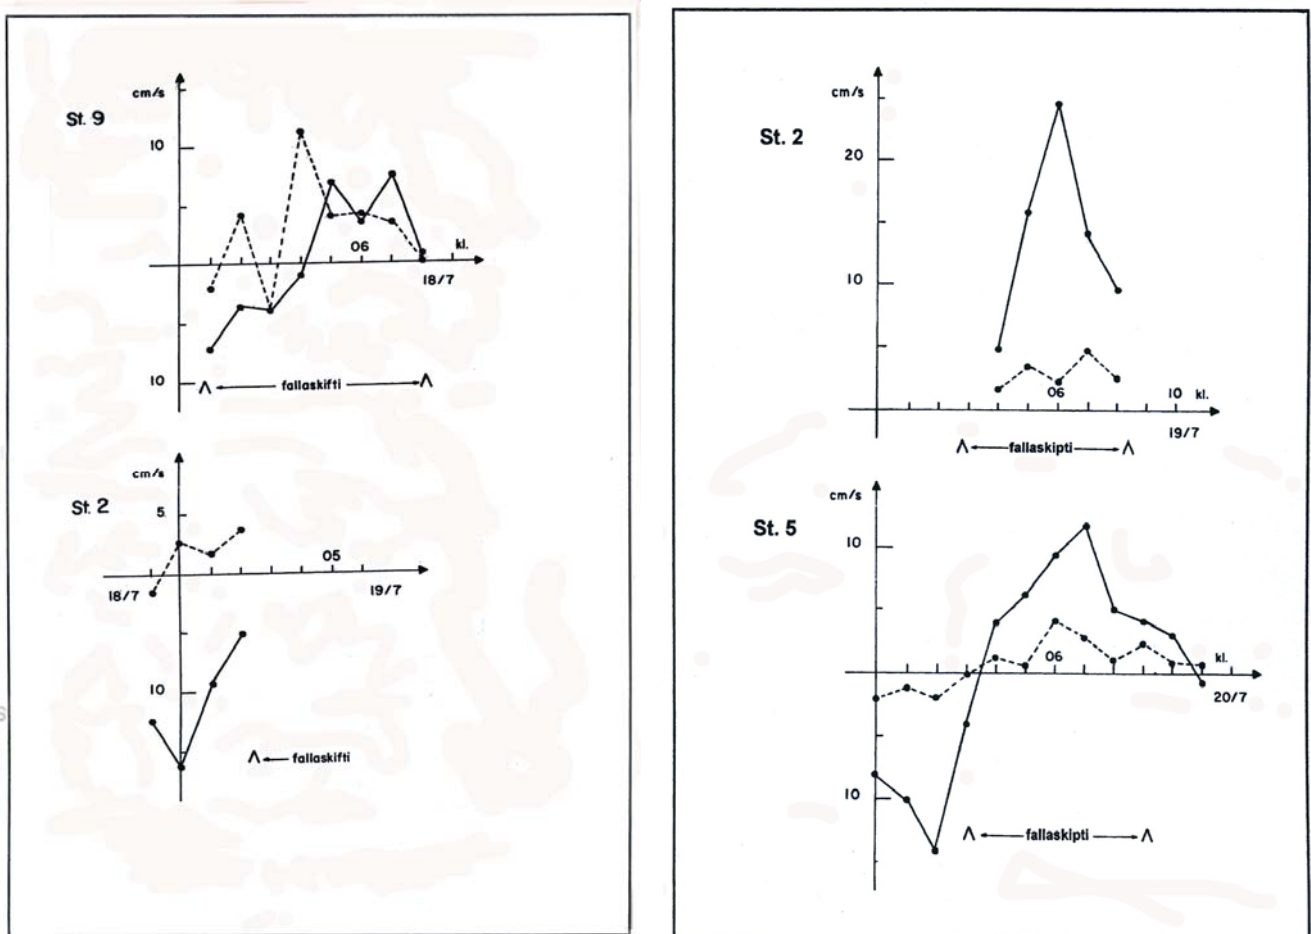 cm/s
St. 9
10
06
kl.
18/7
10
fallaskifti
cm/s
5
St. 2
05
18/7
19/7
10
fallaskifti
cm/s
St. 2
20
10
06
10 kl.
19/7
fallaskipti
cm/s
St. 5
10
06
kl.
20/7
10
fallaskipti